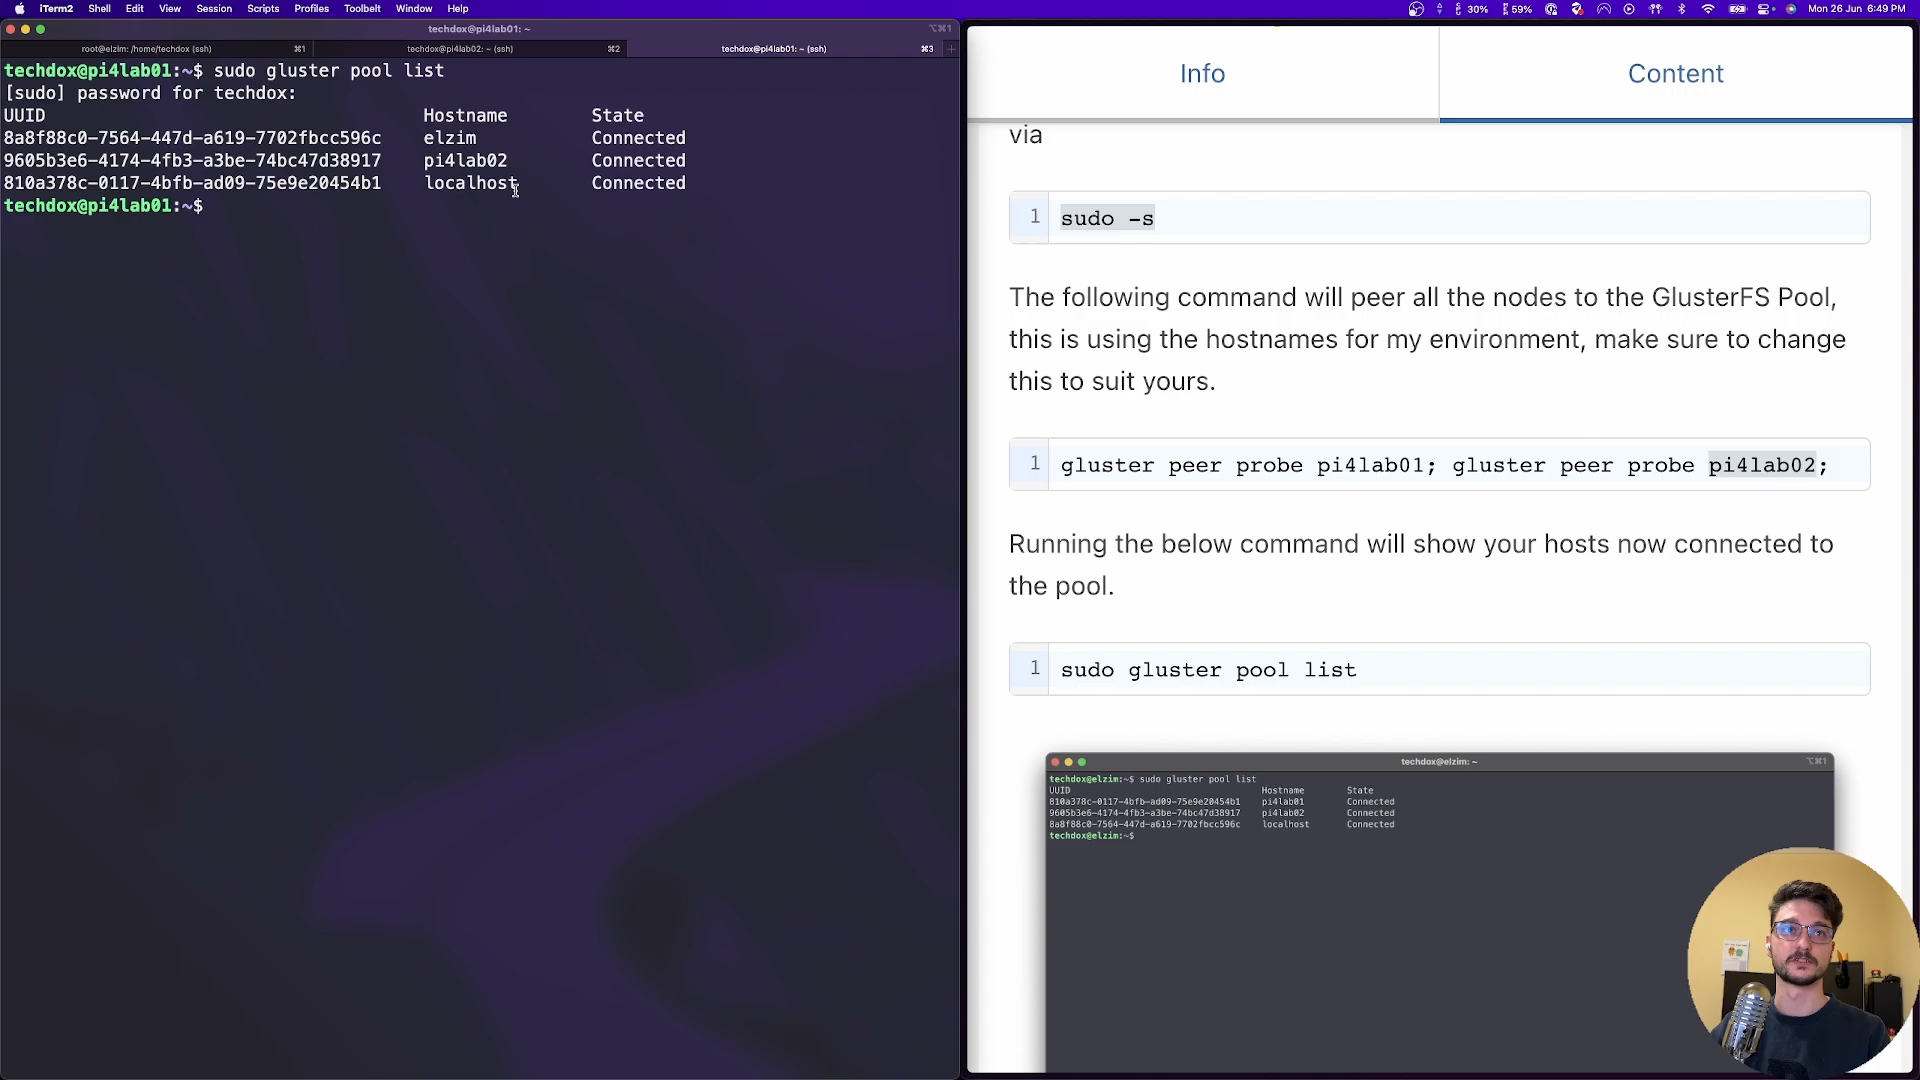 iTerm2 Shell Edit View Session Scripts Profiles Toolbelt Window Help
30% 59% Mon 26 Jun 6:49 PM
techdox@pi4lab01: ~ ⌥⌘1
root@elzim: /home/techdox (ssh) ⌘1 techdox@pi4lab02: ~ (ssh) ⌘2 techdox@pi4lab01: ~ (ssh) ⌘3
techdox@pi4lab01:~$ sudo gluster pool list
[sudo] password for techdox:
UUID Hostname State
8a8f88c0-7564-447d-a619-7702fbcc596c elzim Connected
9605b3e6-4174-4fb3-a3be-74bc47d38917 pi4lab02 Connected
810a378c-0117-4bfb-ad09-75e9e20454b1 localhost Connected
techdox@pi4lab01:~$
Info Content
via
1 sudo -s
The following command will peer all the nodes to the GlusterFS Pool,
this is using the hostnames for my environment, make sure to change
this to suit yours.
1 gluster peer probe pi4lab01; gluster peer probe pi4lab02;
Running the below command will show your hosts now connected to
the pool.
1 sudo gluster pool list
techdox@elzim: ~ ⌥⌘1
techdox@elzim:~$ sudo gluster pool list
UUID Hostname State
810a378c-0117-4bfb-ad09-75e9e20454b1 pi4lab01 Connected
9605b3e6-4174-4fb3-a3be-74bc47d38917 pi4lab02 Connected
8a8f88c0-7564-447d-a619-7702fbcc596c localhost Connected
techdox@elzim:~$